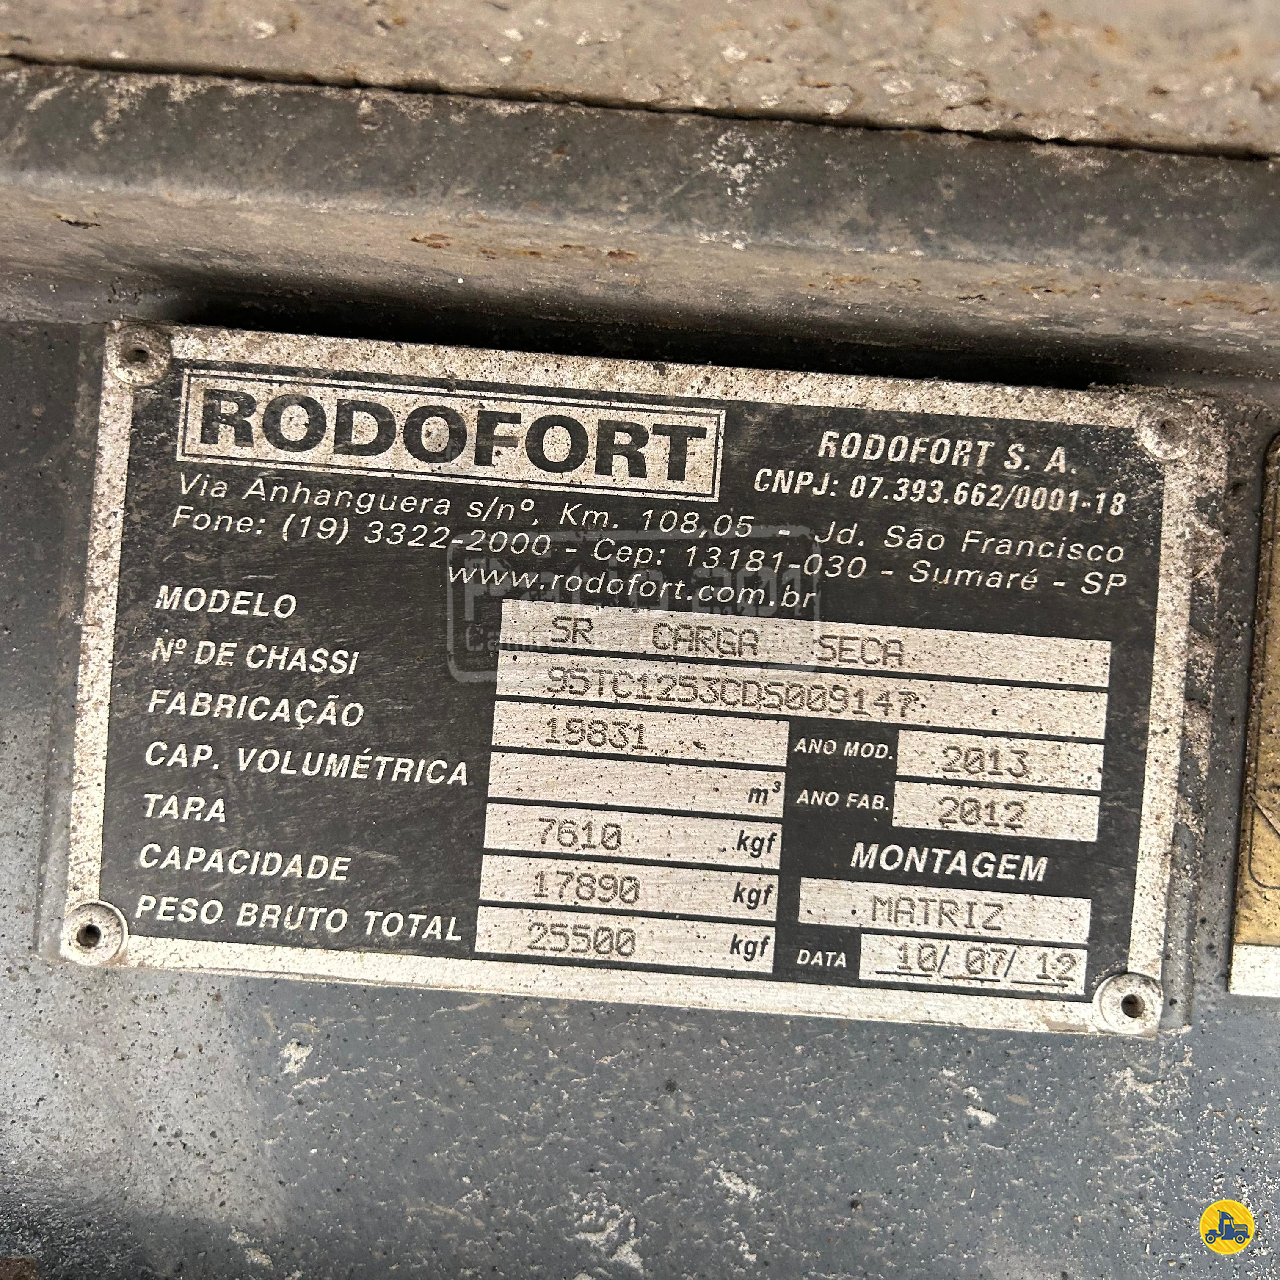 RODOFORT
RODOFORT S. A.
CNPJ: 07.393.662/0001-18
Via Anhanguera s/nº, Km. 108,05 - Jd. São Francisco
Fone: (19) 3322-2000 - Cep: 13181-030 - Sumaré - SP
www.rodofort.com.br
MODELO SR CARGA SECA
Nº DE CHASSI 95TC1253CDS009147
FABRICAÇÃO 19831 ANO MOD. 2013
CAP. VOLUMÉTRICA m³ ANO FAB. 2012
TARA 7610 kgf MONTAGEM
CAPACIDADE 17890 kgf MATRIZ
PESO BRUTO TOTAL 25500 kgf DATA 10/07/12